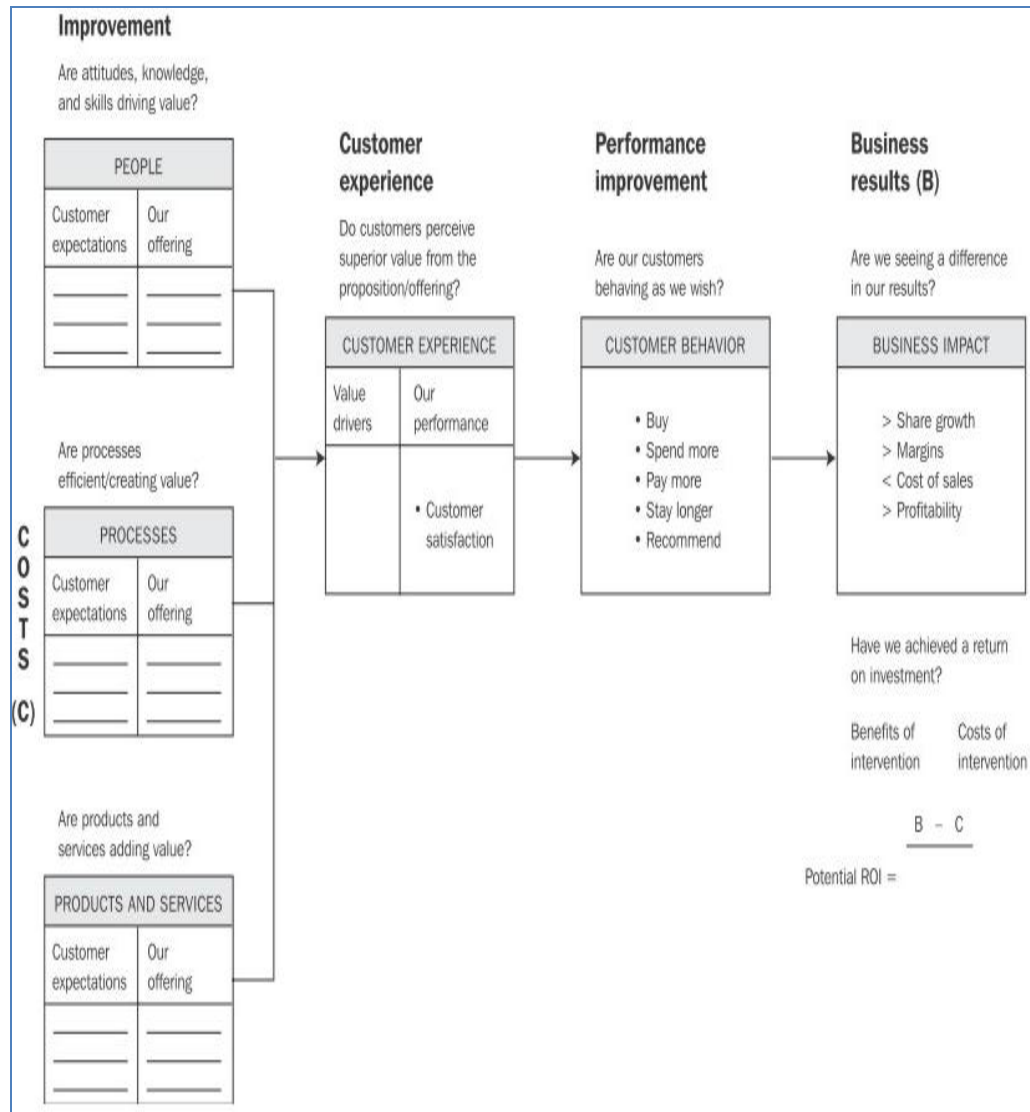 Improvement
Are attitudes, knowledge,
and skills driving value?
PEOPLE
Customer
expectations
Our
offering
Are processes
efficient/creating value?
COSTS
(C)
PROCESSES
Customer
expectations
Our
offering
Are products and
services adding value?
PRODUCTS AND SERVICES
Customer
expectations
Our
offering
Customer
experience
Do customers perceive
superior value from the
proposition/offering?
CUSTOMER EXPERIENCE
Value
drivers
Our
performance
• Customer
satisfaction
Performance
improvement
Are our customers
behaving as we wish?
CUSTOMER BEHAVIOR
• Buy
• Spend more
• Pay more
• Stay longer
• Recommend
Business
results (B)
Are we seeing a difference
in our results?
BUSINESS IMPACT
> Share growth
> Margins
< Cost of sales
> Profitability
Have we achieved a return
on investment?
Benefits of
intervention
Costs of
intervention
B – C
Potential ROI =